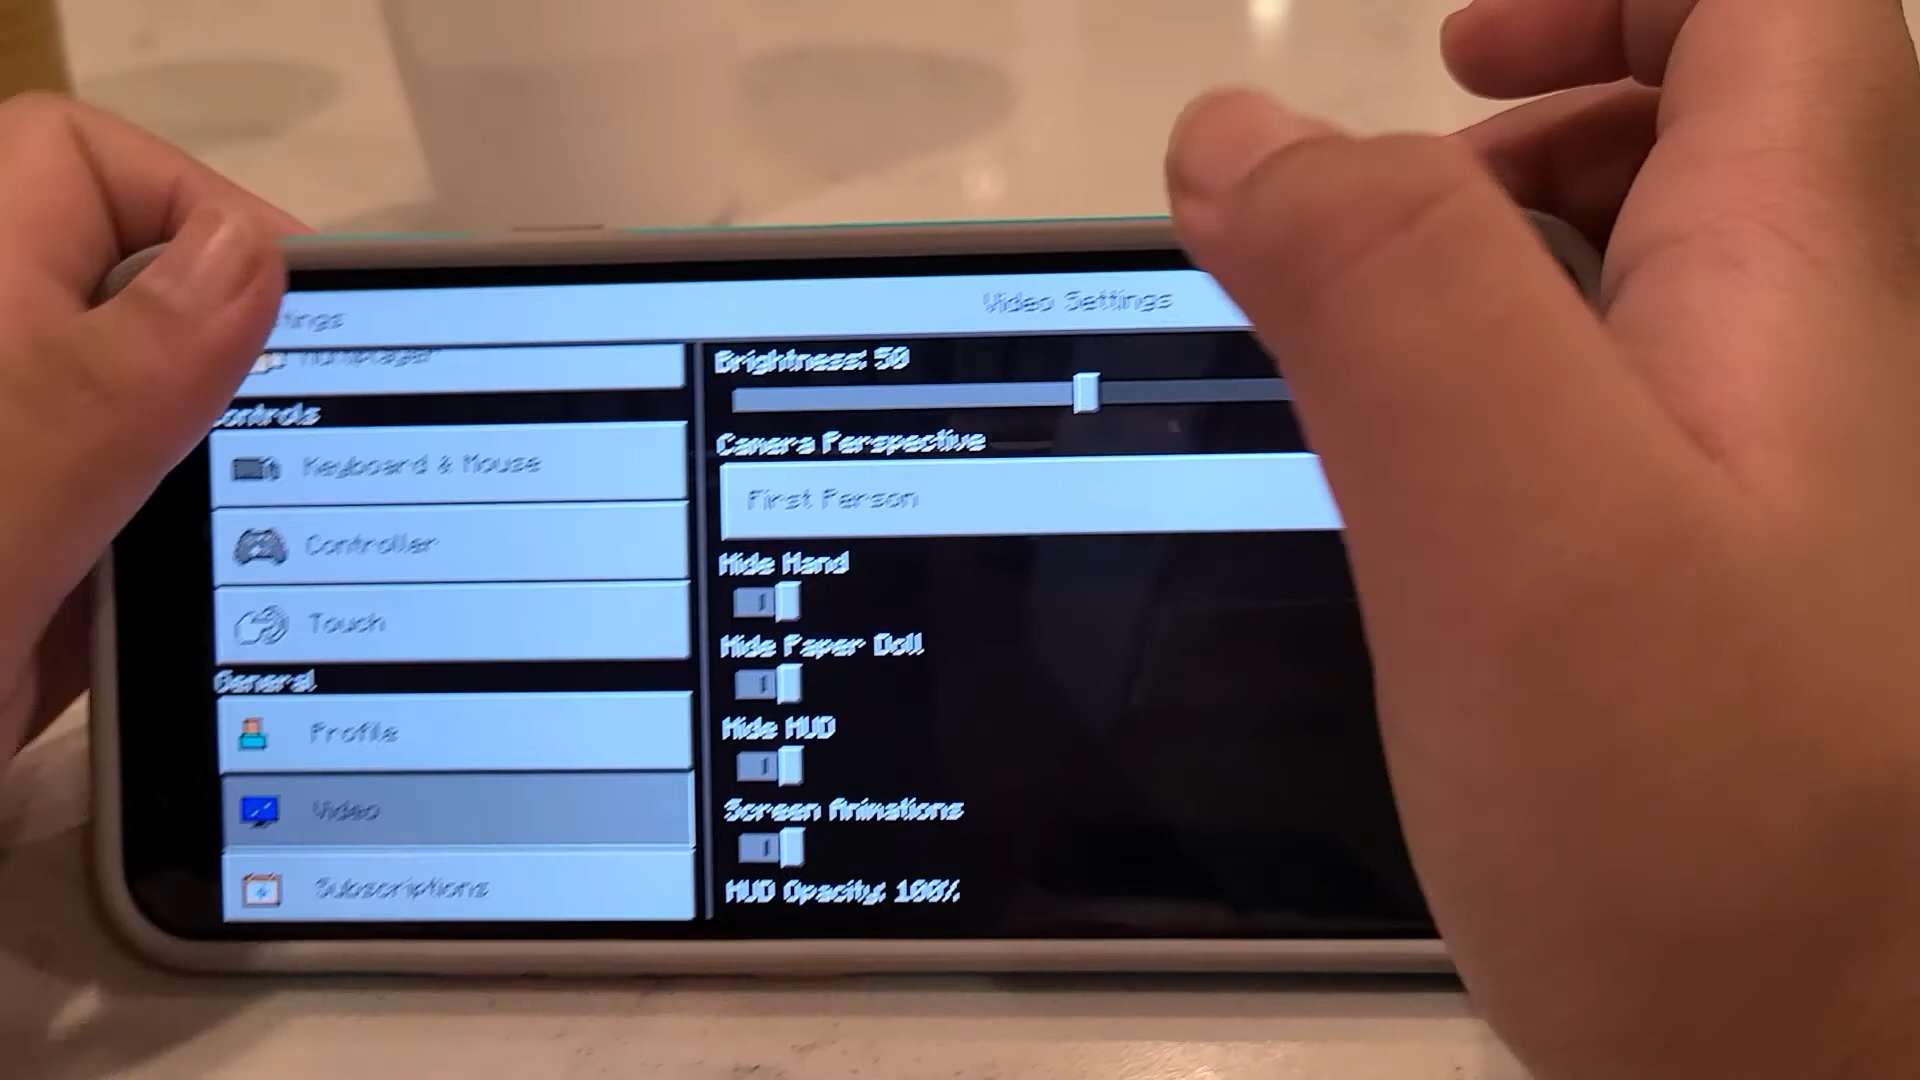 Video Settings
Controls
Keyboard & Mouse
Controller
Touch
General
Profile
Video
Subscriptions
Brightness: 50
Camera Perspective
First Person
Hide Hand
Hide Paper Doll
Hide HUD
Screen Animations
HUD Opacity: 100%